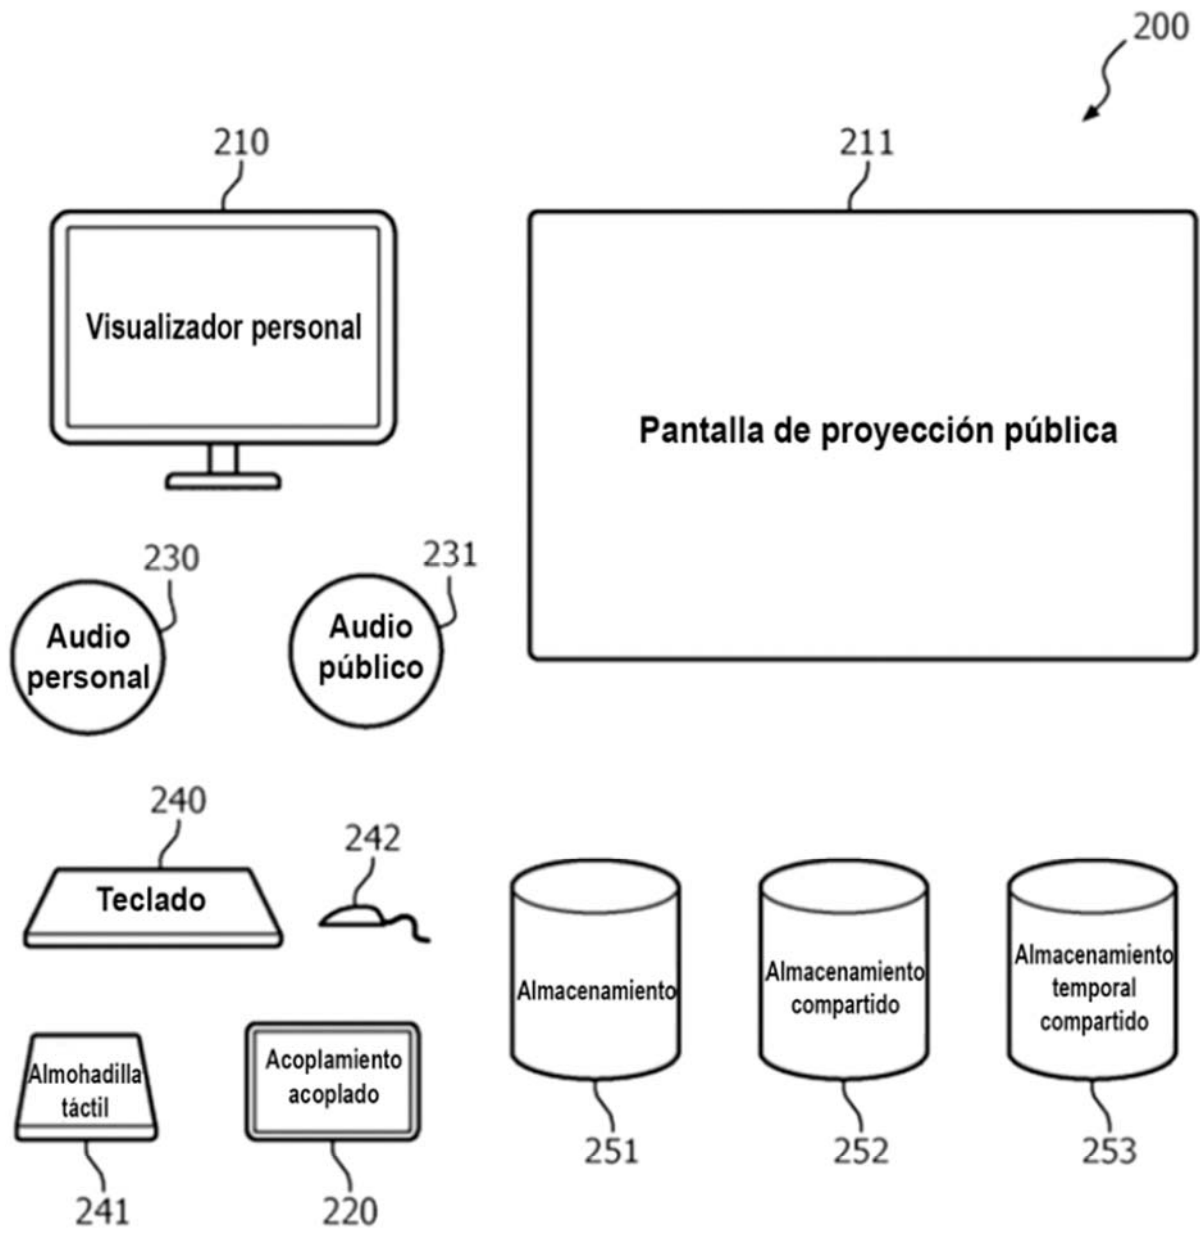 200
210
211
Visualizador personal
Pantalla de proyección pública
230
231
Audio
personal
Audio
público
240
242
Teclado
Almacenamiento
Almacenamiento
compartido
Almacenamiento
temporal
compartido
Almohadilla
táctil
Acoplamiento
acoplado
251
252
253
241
220